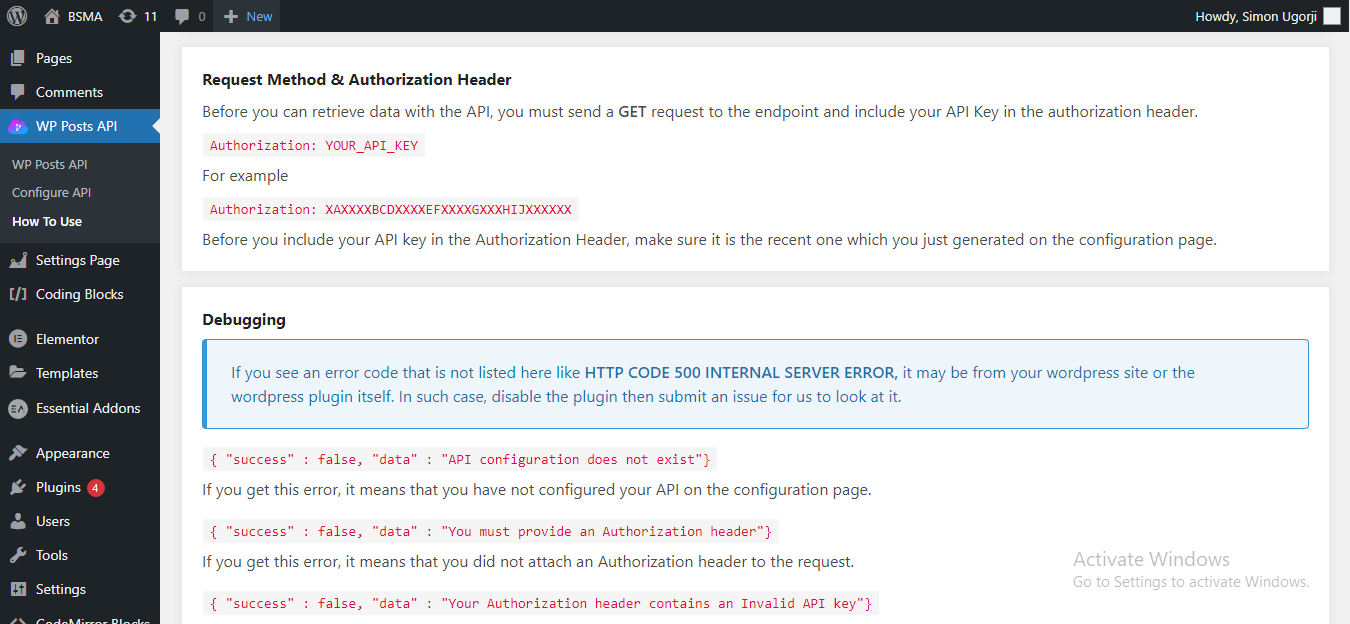 BSMA 11 0 New Howdy, Simon Ugorji
Pages
Comments
WP Posts API
WP Posts API
Configure API
How To Use
Settings Page
Coding Blocks
Elementor
Templates
Essential Addons
Appearance
Plugins 4
Users
Tools
Settings
CodeMirror Blocks
Request Method & Authorization Header
Before you can retrieve data with the API, you must send a GET request to the endpoint and include your API Key in the authorization header.
Authorization: YOUR_API_KEY
For example
Authorization: XAXXXXBCDXXXXEFXXXXGXXXHIJXXXXXX
Before you include your API key in the Authorization Header, make sure it is the recent one which you just generated on the configuration page.
Debugging
If you see an error code that is not listed here like HTTP CODE 500 INTERNAL SERVER ERROR, it may be from your wordpress site or the
wordpress plugin itself. In such case, disable the plugin then submit an issue for us to look at it.
{ "success" : false, "data" : "API configuration does not exist"}
If you get this error, it means that you have not configured your API on the configuration page.
{ "success" : false, "data" : "You must provide an Authorization header"}
If you get this error, it means that you did not attach an Authorization header to the request.
{ "success" : false, "data" : "Your Authorization header contains an Invalid API key"}
Activate Windows
Go to Settings to activate Windows.